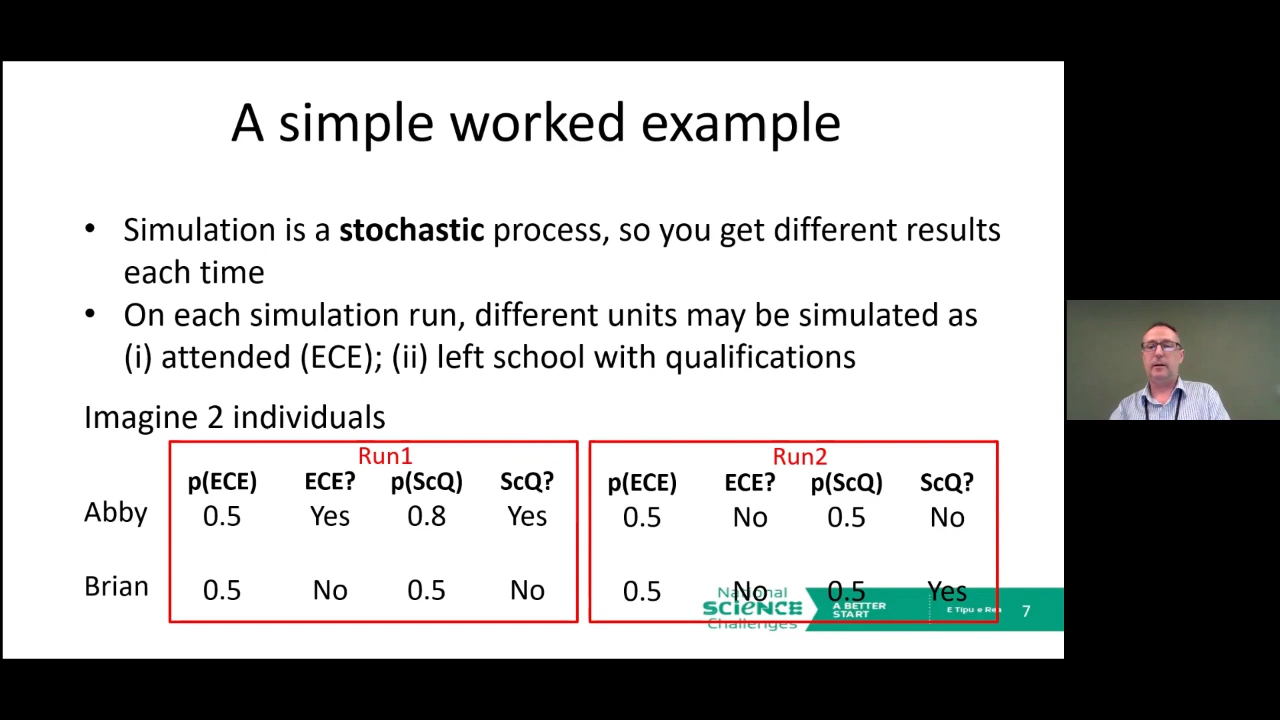 A simple worked example
• Simulation is a stochastic process, so you get different results
each time
• On each simulation run, different units may be simulated as
(i) attended (ECE); (ii) left school with qualifications
Imagine 2 individuals
Run1
p(ECE) ECE? p(ScQ) ScQ?
Run2
p(ECE) ECE? p(ScQ) ScQ?
Abby 0.5 Yes 0.8 Yes 0.5 No 0.5 No
Brian 0.5 No 0.5 No 0.5 No 0.5 Yes
National
SCIENCE
Challenges
A BETTER
START
E Tipu e Rea
7